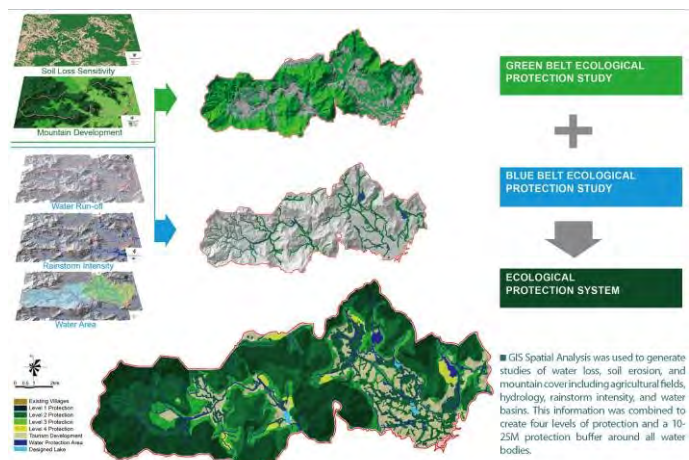 Soil Loss Sensitivity
Mountain Development
Water Run-off
Rainstorm Intensity
Water Area
GREEN BELT ECOLOGICAL
PROTECTION STUDY
BLUE BELT ECOLOGICAL
PROTECTION STUDY
ECOLOGICAL
PROTECTION SYSTEM
Existing Villages
Level 1 Protection
Level 2 Protection
Level 3 Protection
Level 4 Protection
Tourism Development
Water Protection Area
Designed Lake
■ GIS Spatial Analysis was used to generate
studies of water loss, soil erosion, and
mountain cover including agricultural fields,
hydrology, rainstorm intensity, and water
basins. This information was combined to
create four levels of protection and a 10-
25M protection buffer around all water
bodies.